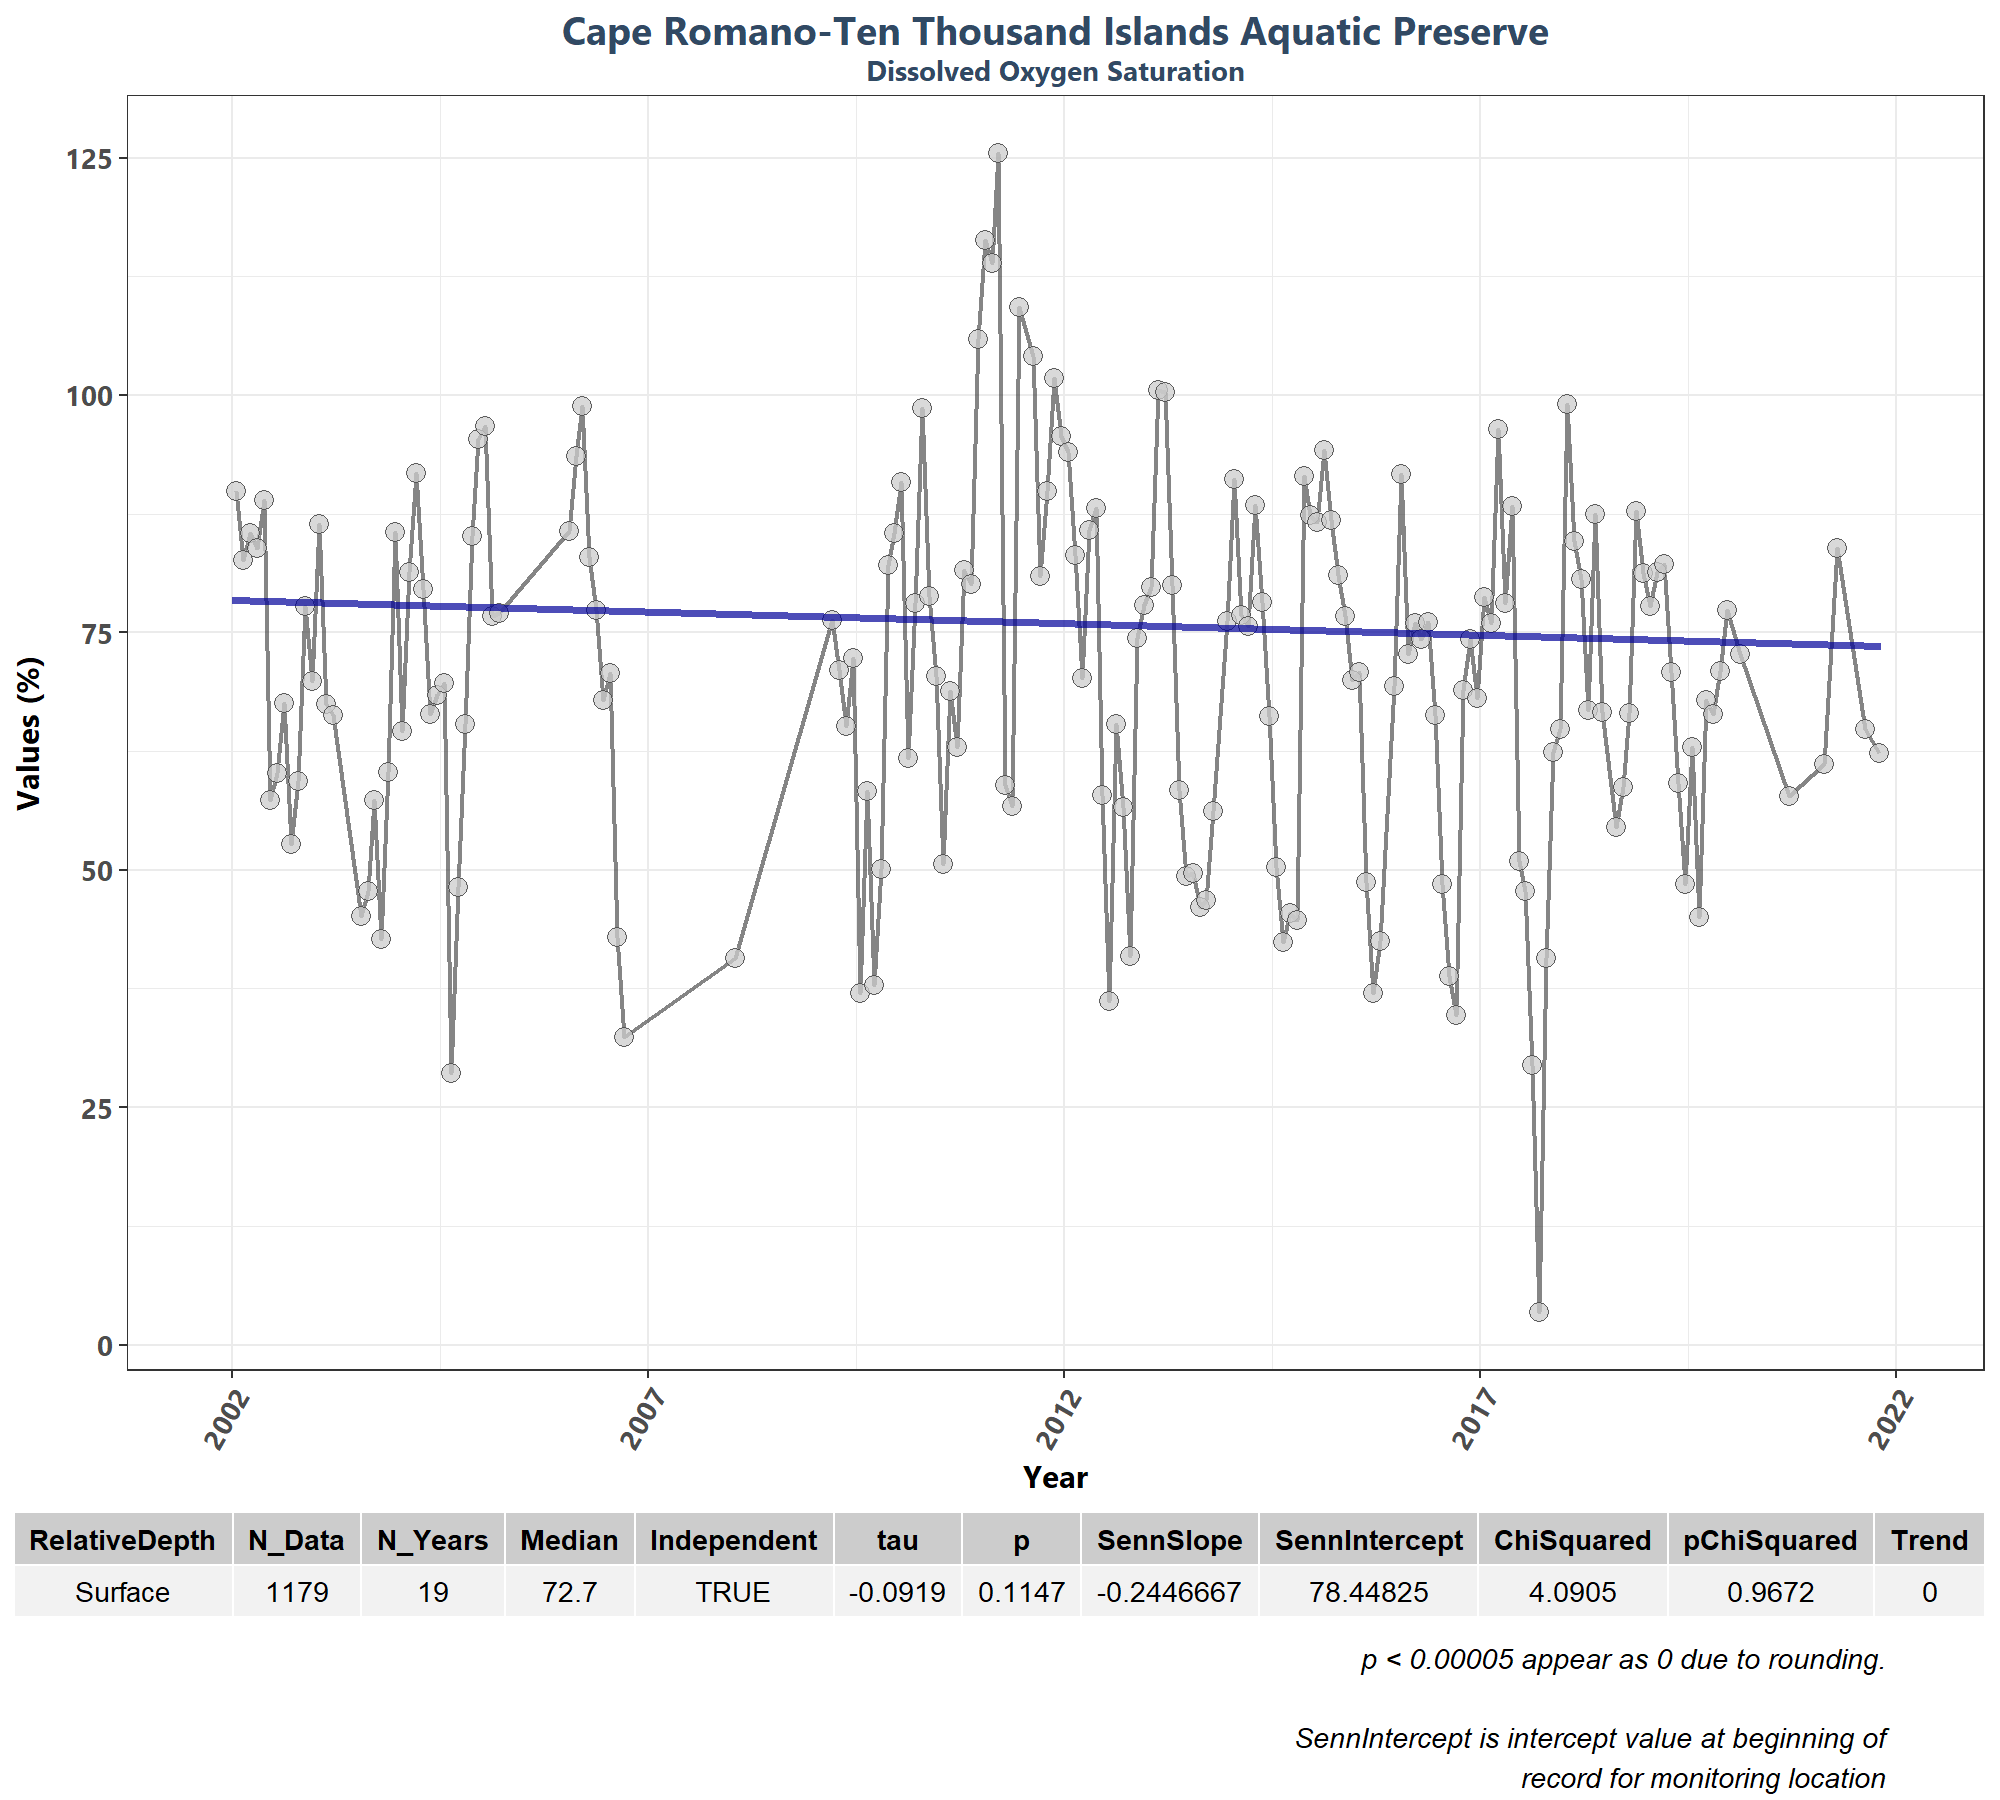 Cape Romano-Ten Thousand Islands Aquatic Preserve
Dissolved Oxygen Saturation
125
100
75
50
25
0
Values (%)
2002 2007 2012 2017 2022
Year
RelativeDepth N_Data N_Years Median Independent tau p SennSlope SennIntercept ChiSquared pChiSquared Trend
Surface 1179 19 72.7 TRUE -0.0919 0.1147 -0.2446667 78.44825 4.0905 0.9672 0
p < 0.00005 appear as 0 due to rounding.
SennIntercept is intercept value at beginning of
record for monitoring location